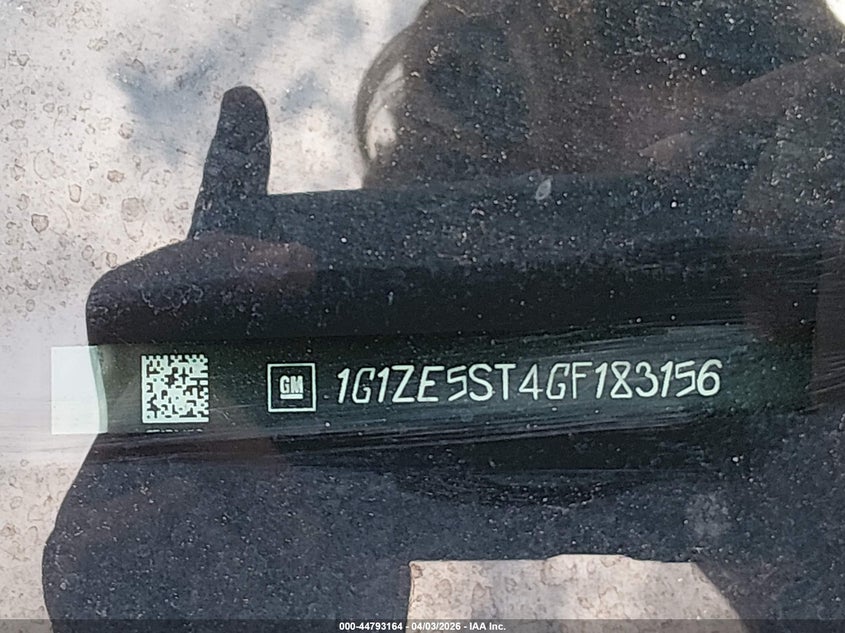 GM 1G1ZE5ST4GF183156
000-44793164 - 04/03/2026 - IAA Inc.